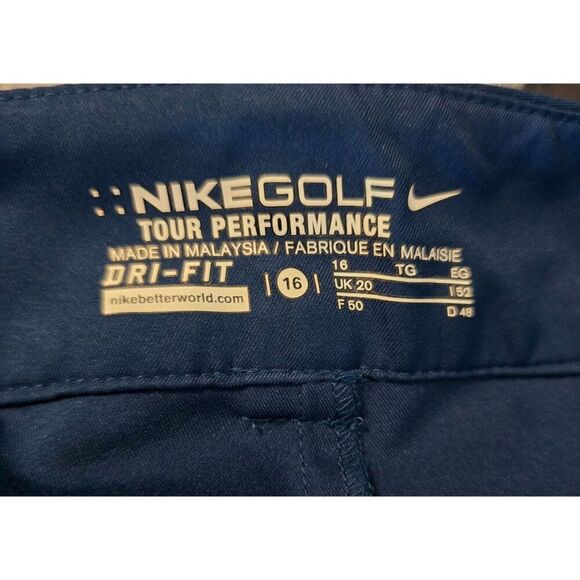 NIKEGOLF
TOUR PERFORMANCE
MADE IN MALAYSIA / FABRIQUE EN MALAISIE
DRI-FIT
nikebetterworld.com
16
16 TG EG
UK 20 I 52
F 50 D 48